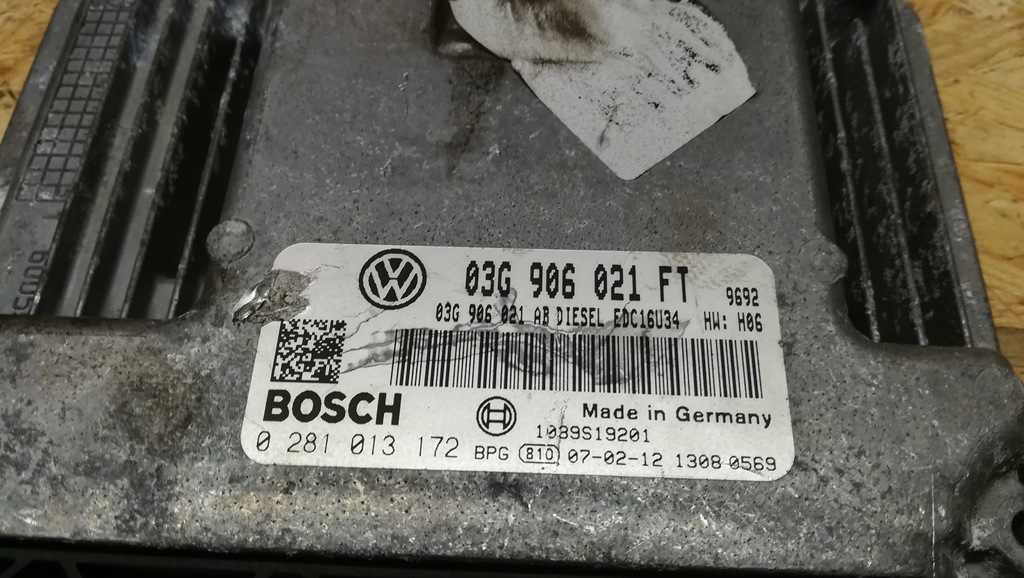 03G 906 021 FT 9692
03G 906 021 AB DIESEL EDC16U34 HW: H06
BOSCH
Made in Germany
1039S19201
0 281 013 172 BPG 810 07-02-12 1308 0569